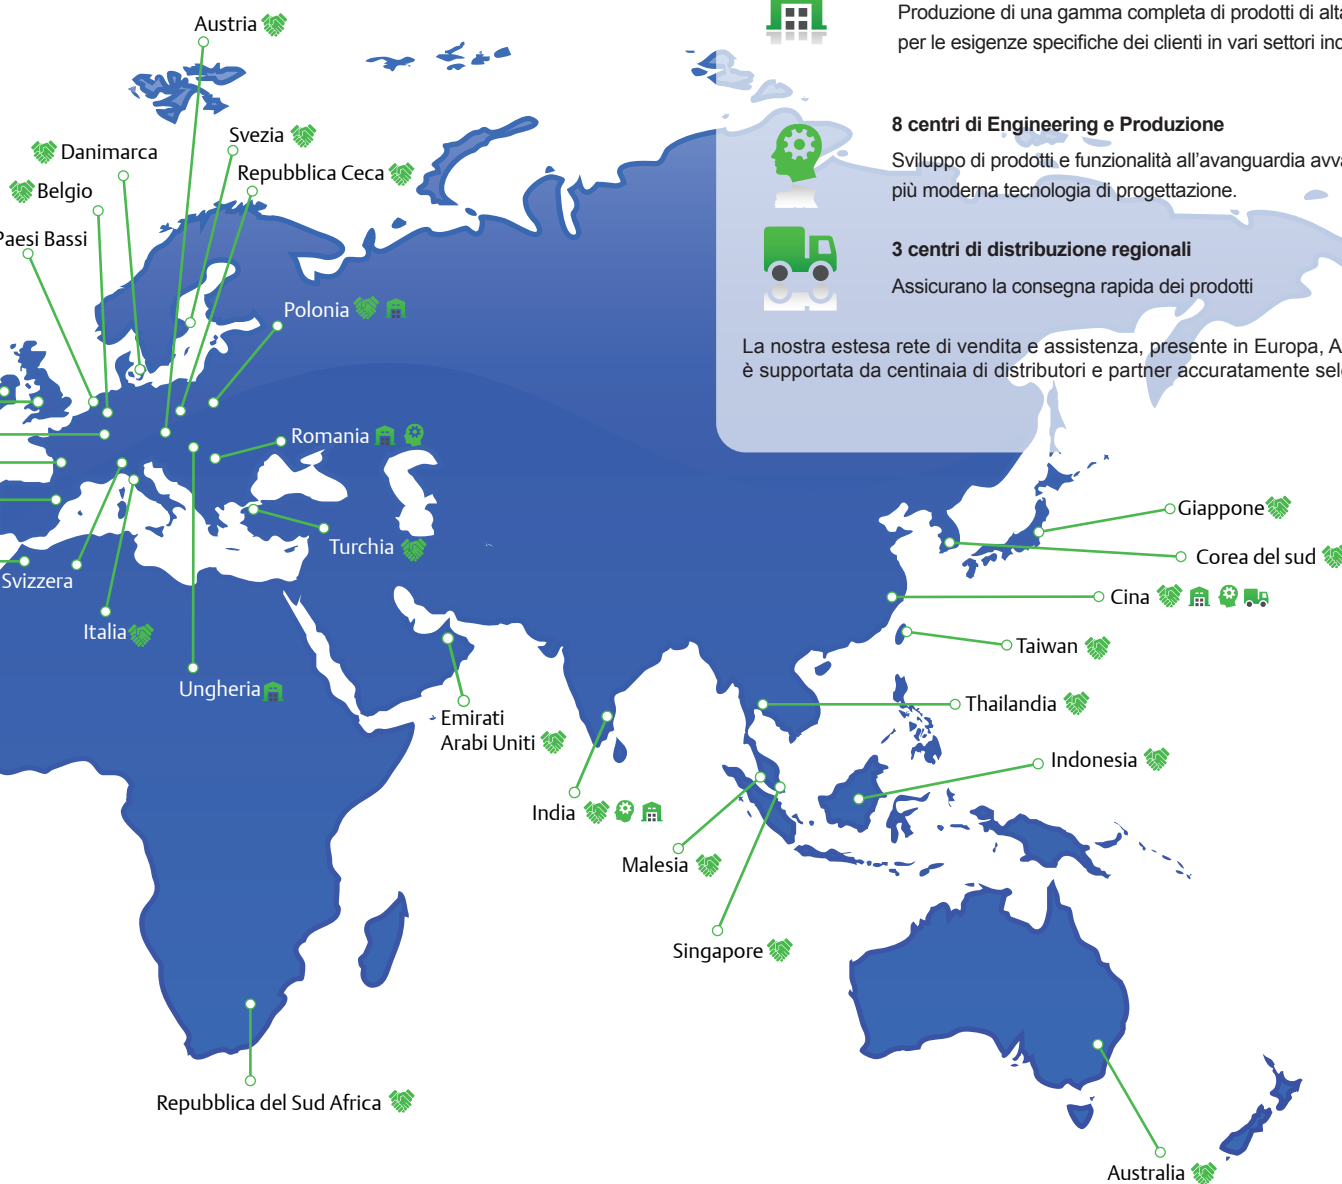 Produzione di una gamma completa di prodotti di alta
per le esigenze specifiche dei clienti in vari settori
8 centri di Engineering e Produzione
Sviluppo di prodotti e funzionalità all'avanguardia
più moderna tecnologia di progettazione.
3 centri di distribuzione regionali
Assicurano la consegna rapida dei prodotti
La nostra estesa rete di vendita e assistenza, presente in Europa,
è supportata da centinaia di distributori e partner accuratamente
Austria
Svezia
Danimarca
Repubblica Ceca
Belgio
Paesi Bassi
Polonia
Romania
Turchia
Svizzera
Italia
Ungheria
Emirati
Arabi Uniti
India
Giappone
Corea del sud
Cina
Taiwan
Thailandia
Indonesia
Malesia
Singapore
Repubblica del Sud Africa
Australia